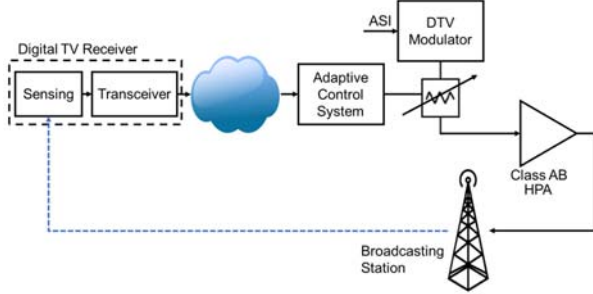 ASI
DTV
Modulator
Digital TV Receiver
Sensing
Transceiver
Adaptive
Control
System
Class AB
HPA
Broadcasting
Station